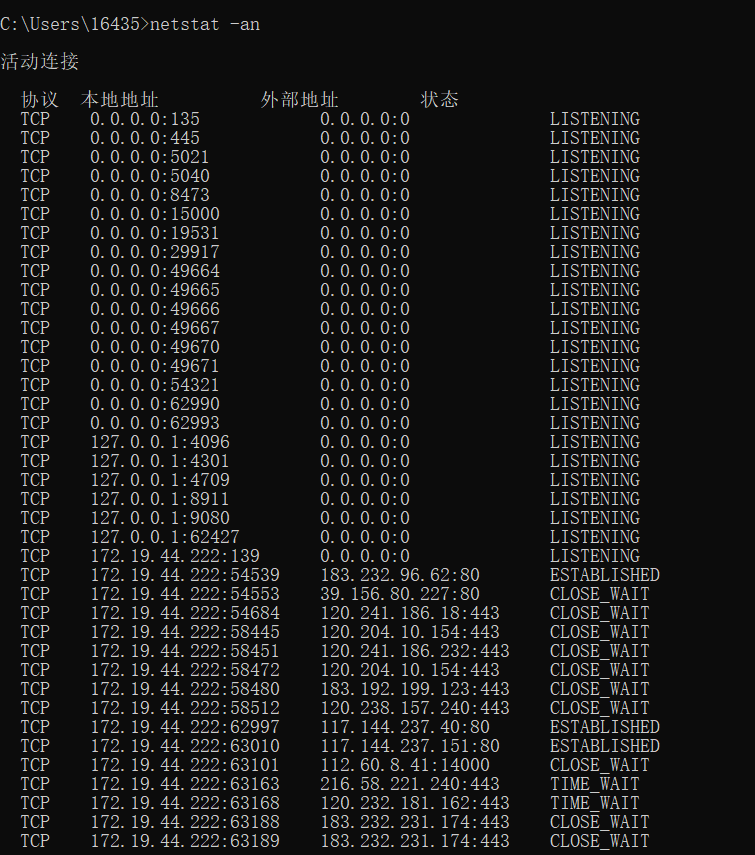 C:\Users\16435>netstat -an
活动连接
协议 本地地址 外部地址 状态
TCP 0.0.0.0:135 0.0.0.0:0 LISTENING
TCP 0.0.0.0:445 0.0.0.0:0 LISTENING
TCP 0.0.0.0:5021 0.0.0.0:0 LISTENING
TCP 0.0.0.0:5040 0.0.0.0:0 LISTENING
TCP 0.0.0.0:8473 0.0.0.0:0 LISTENING
TCP 0.0.0.0:15000 0.0.0.0:0 LISTENING
TCP 0.0.0.0:19531 0.0.0.0:0 LISTENING
TCP 0.0.0.0:29917 0.0.0.0:0 LISTENING
TCP 0.0.0.0:49664 0.0.0.0:0 LISTENING
TCP 0.0.0.0:49665 0.0.0.0:0 LISTENING
TCP 0.0.0.0:49666 0.0.0.0:0 LISTENING
TCP 0.0.0.0:49667 0.0.0.0:0 LISTENING
TCP 0.0.0.0:49670 0.0.0.0:0 LISTENING
TCP 0.0.0.0:49671 0.0.0.0:0 LISTENING
TCP 0.0.0.0:54321 0.0.0.0:0 LISTENING
TCP 0.0.0.0:62990 0.0.0.0:0 LISTENING
TCP 0.0.0.0:62993 0.0.0.0:0 LISTENING
TCP 127.0.0.1:4096 0.0.0.0:0 LISTENING
TCP 127.0.0.1:4301 0.0.0.0:0 LISTENING
TCP 127.0.0.1:4709 0.0.0.0:0 LISTENING
TCP 127.0.0.1:8911 0.0.0.0:0 LISTENING
TCP 127.0.0.1:9080 0.0.0.0:0 LISTENING
TCP 127.0.0.1:62427 0.0.0.0:0 LISTENING
TCP 172.19.44.222:139 0.0.0.0:0 LISTENING
TCP 172.19.44.222:54539 183.232.96.62:80 ESTABLISHED
TCP 172.19.44.222:54553 39.156.80.227:80 CLOSE_WAIT
TCP 172.19.44.222:54684 120.241.186.18:443 CLOSE_WAIT
TCP 172.19.44.222:58445 120.204.10.154:443 CLOSE_WAIT
TCP 172.19.44.222:58451 120.241.186.232:443 CLOSE_WAIT
TCP 172.19.44.222:58472 120.204.10.154:443 CLOSE_WAIT
TCP 172.19.44.222:58480 183.192.199.123:443 CLOSE_WAIT
TCP 172.19.44.222:58512 120.238.157.240:443 CLOSE_WAIT
TCP 172.19.44.222:62997 117.144.237.40:80 ESTABLISHED
TCP 172.19.44.222:63010 117.144.237.151:80 ESTABLISHED
TCP 172.19.44.222:63101 112.60.8.41:14000 CLOSE_WAIT
TCP 172.19.44.222:63163 216.58.221.240:443 TIME_WAIT
TCP 172.19.44.222:63168 120.232.181.162:443 TIME_WAIT
TCP 172.19.44.222:63188 183.232.231.174:443 CLOSE_WAIT
TCP 172.19.44.222:63189 183.232.231.174:443 CLOSE_WAIT